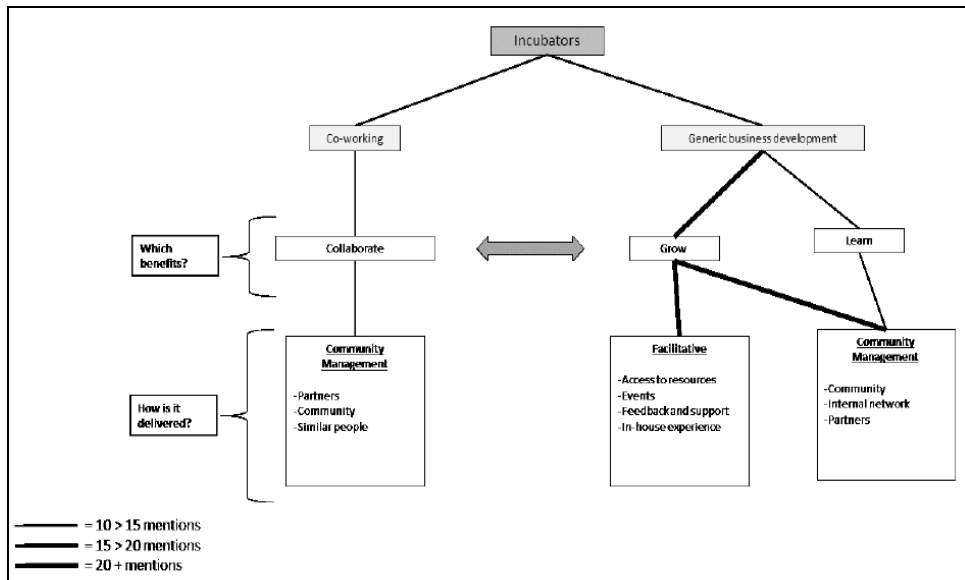 Incubators
Co-working
Generic business development
Which
benefits?
Collaborate
Grow
Learn
How is it
delivered?
Community
Management
-Partners
-Community
-Similar people
Facilitative
-Access to resources
-Events
-Feedback and support
-In-house experience
Community
Management
-Community
-Internal network
-Partners
= 10 > 15 mentions
= 15 > 20 mentions
= 20 + mentions